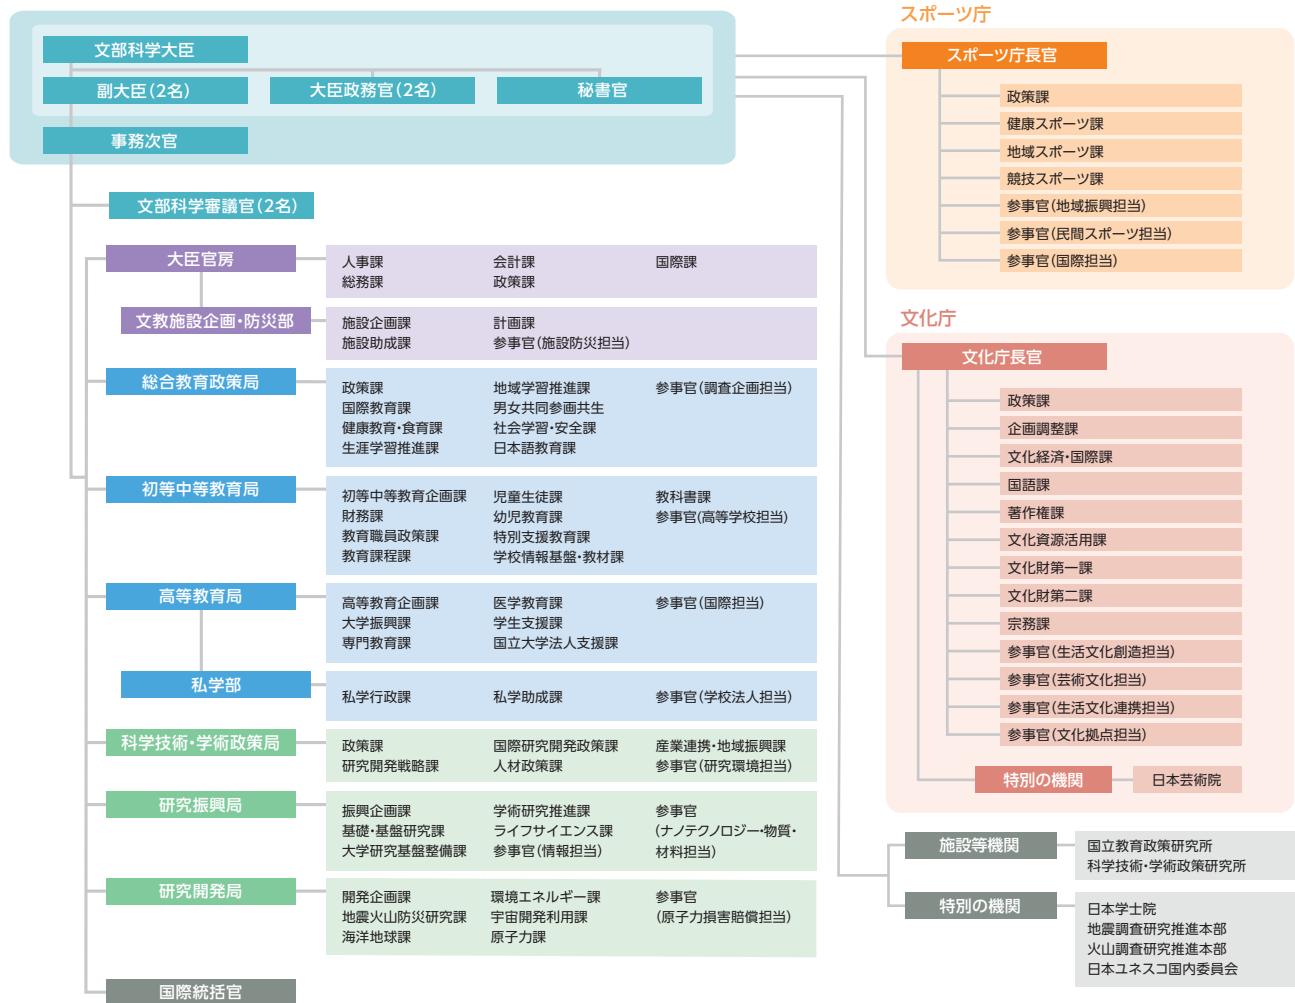 文部科学大臣
副大臣(2名)
大臣政務官(2名)
秘書官
事務次官
文部科学審議官(2名)
大臣官房
人事課
総務課
会計課
政策課
国際課
文教施設企画・防災部
施設企画課
施設助成課
計画課
参事官(施設防災担当)
総合教育政策局
政策課
国際教育課
健康教育・食育課
生涯学習推進課
地域学習推進課
男女共同参画共生
社会学習・安全課
日本語教育課
参事官(調査企画担当)
初等中等教育局
初等中等教育企画課
財務課
教育職員政策課
教育課程課
児童生徒課
幼児教育課
特別支援教育課
学校情報基盤・教材課
教科書課
参事官(高等学校担当)
高等教育局
高等教育企画課
大学振興課
専門教育課
医学教育課
学生支援課
国立大学法人支援課
参事官(国際担当)
私学部
私学行政課
私学助成課
参事官(学校法人担当)
科学技術・学術政策局
政策課
研究開発戦略課
国際研究開発政策課
人材政策課
産業連携・地域振興課
参事官(研究環境担当)
研究振興局
振興企画課
基礎・基盤研究課
大学研究基盤整備課
学術研究推進課
ライフサイエンス課
参事官(情報担当)
参事官
(ナノテクノロジー・物質・
材料担当)
研究開発局
開発企画課
地震火山防災研究課
海洋地球課
環境エネルギー課
宇宙開発利用課
原子力課
参事官
(原子力損害賠償担当)
国際統括官
スポーツ庁
スポーツ庁長官
政策課
健康スポーツ課
地域スポーツ課
競技スポーツ課
参事官(地域振興担当)
参事官(民間スポーツ担当)
参事官(国際担当)
文化庁
文化庁長官
政策課
企画調整課
文化経済・国際課
国語課
著作権課
文化資源活用課
文化財第一課
文化財第二課
宗務課
参事官(生活文化創造担当)
参事官(芸術文化担当)
参事官(生活文化連携担当)
参事官(文化拠点担当)
特別の機関
日本芸術院
施設等機関
国立教育政策研究所
科学技術・学術政策研究所
特別の機関
日本学士院
地震調査研究推進本部
火山調査研究推進本部
日本ユネスコ国内委員会